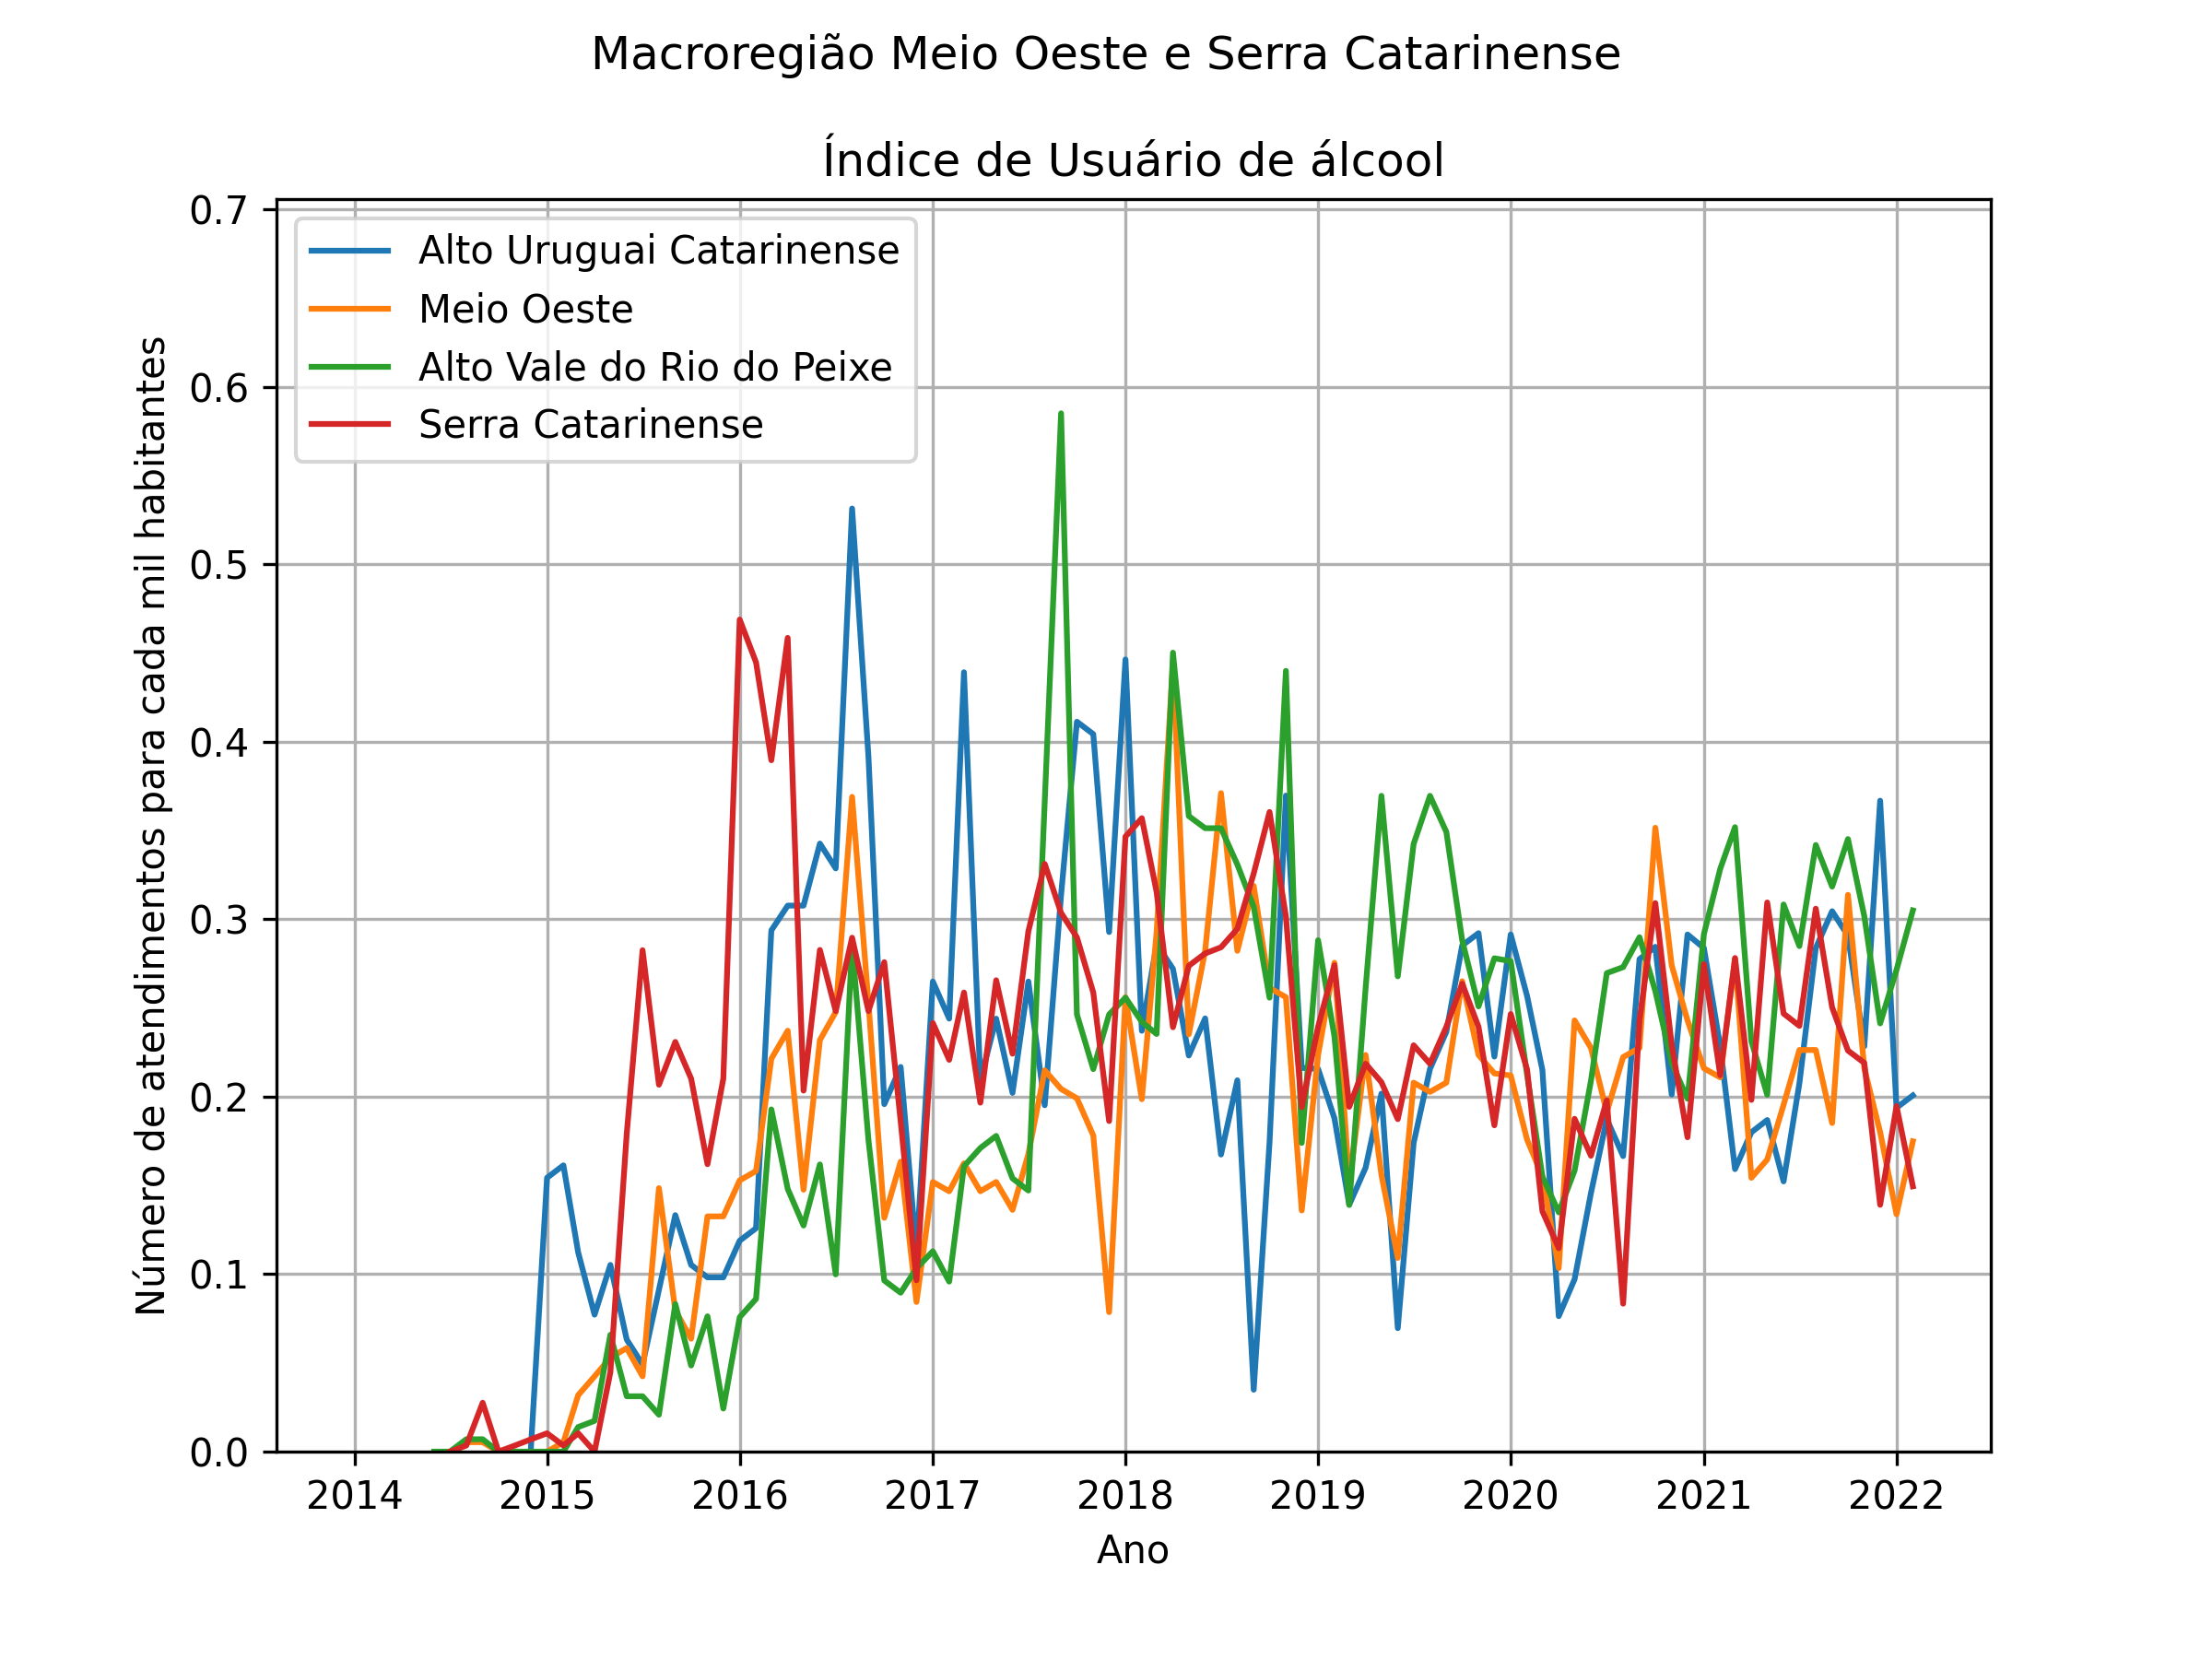 Macroregião Meio Oeste e Serra Catarinense
Índice de Usuário de álcool
Alto Uruguai Catarinense
Meio Oeste
Alto Vale do Rio do Peixe
Serra Catarinense
Número de atendimentos para cada mil habitantes
0.7
0.6
0.5
0.4
0.3
0.2
0.1
0.0
2014 2015 2016 2017 2018 2019 2020 2021 2022
Ano